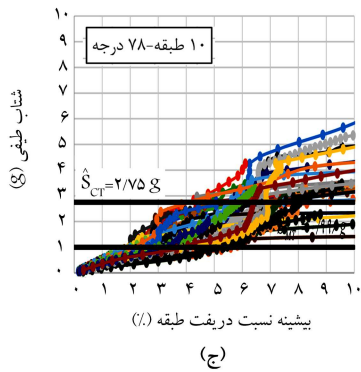 ۱۰ طبقه-۷۸ درجه
شتاب طیفی (g)
۱۰
۹
۸
۷
۶
۵
۴
۳
۲
۱
۰
Ŝ_CT=۲/۷۵ g
۰ ۱ ۲ ۳ ۴ ۵ ۶ ۷ ۸ ۹ ۱۰
بیشینه نسبت دریفت طبقه (٪)
(ج)